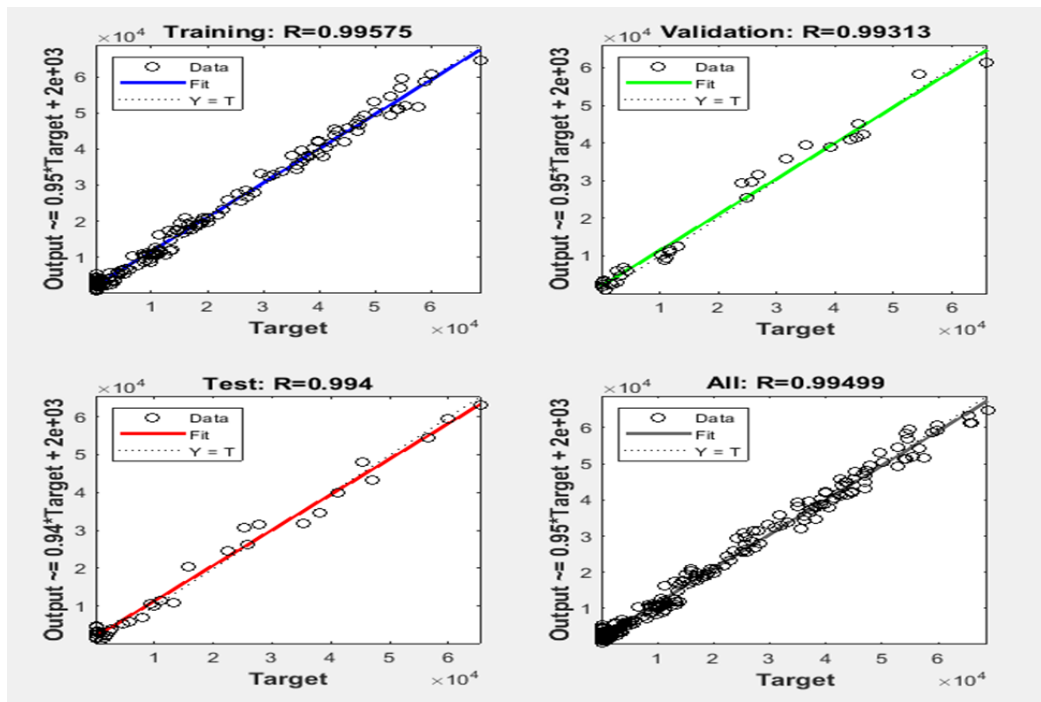 Training: R=0.99575
×10⁴
Output ~= 0.95*Target + 2e+03
Data
Fit
Y = T
6
5
4
3
2
1
1 2 3 4 5 6
Target
×10⁴
Validation: R=0.99313
×10⁴
Output ~= 0.95*Target + 2e+03
Data
Fit
Y = T
6
5
4
3
2
1
1 2 3 4 5 6
Target
×10⁴
Test: R=0.994
×10⁴
Output ~= 0.94*Target + 2e+03
Data
Fit
Y = T
6
5
4
3
2
1
1 2 3 4 5 6
Target
×10⁴
All: R=0.99499
×10⁴
Output ~= 0.95*Target + 2e+03
Data
Fit
Y = T
6
5
4
3
2
1
1 2 3 4 5 6
Target
×10⁴